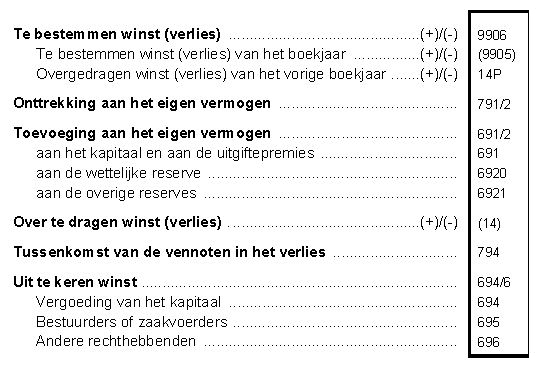 Te bestemmen winst (verlies) ................................................(+)/(-) 9906
Te bestemmen winst (verlies) van het boekjaar ................(+)/(-) (9905)
Overgedragen winst (verlies) van het vorige boekjaar .......(+)/(-) 14P
Onttrekking aan het eigen vermogen ............................................ 791/2
Toevoeging aan het eigen vermogen ............................................ 691/2
aan het kapitaal en aan de uitgiftepremies .................................. 691
aan de wettelijke reserve .............................................................. 6920
aan de overige reserves ............................................................... 6921
Over te dragen winst (verlies) ................................................(+)/(-) (14)
Tussenkomst van de vennoten in het verlies ............................... 794
Uit te keren winst .............................................................................. 694/6
Vergoeding van het kapitaal ......................................................... 694
Bestuurders of zaakvoerders ........................................................ 695
Andere rechthebbenden ............................................................... 696